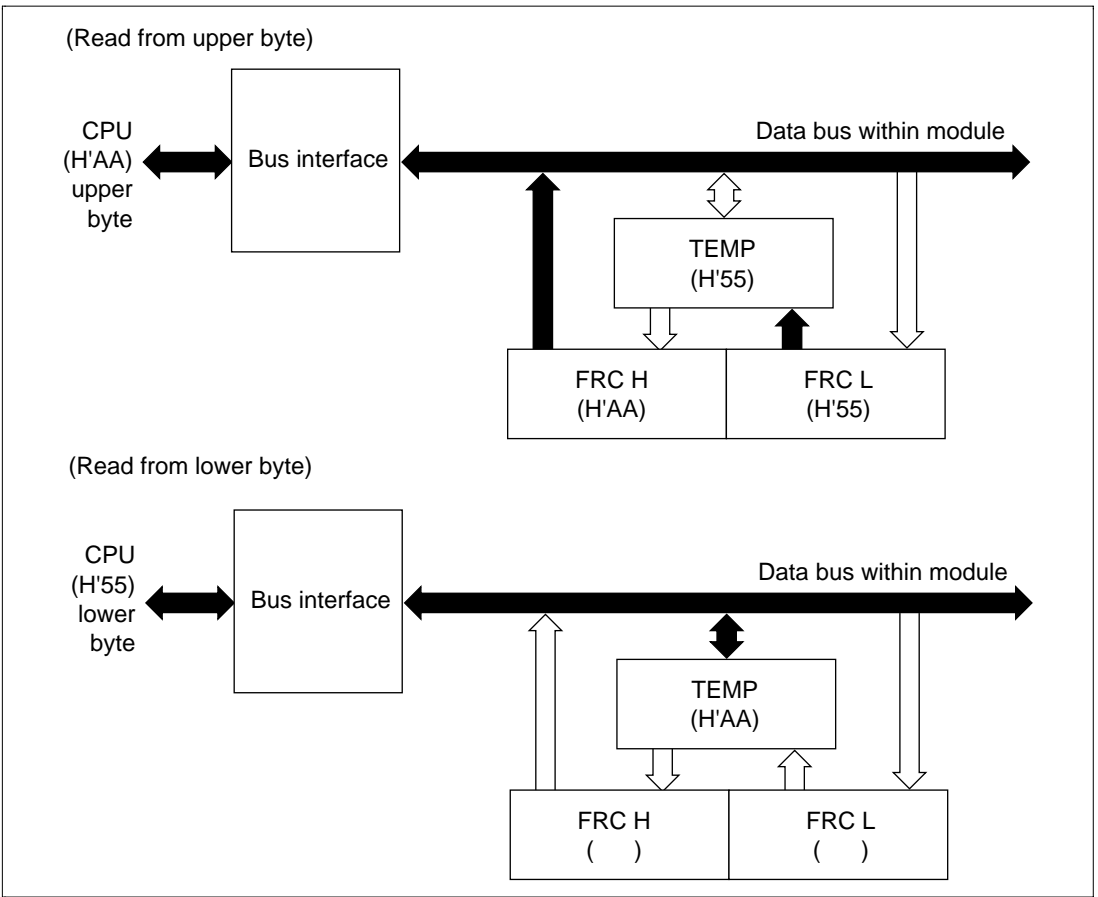 (Read from upper byte)
CPU
(H'AA)
upper
byte
Bus interface
Data bus within module
TEMP
(H'55)
FRC H
(H'AA)
FRC L
(H'55)
(Read from lower byte)
CPU
(H'55)
lower
byte
Bus interface
Data bus within module
TEMP
(H'AA)
FRC H
( )
FRC L
( )